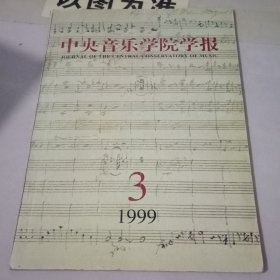 以图为准
中央音乐学院学报
JOURNAL OF THE CENTRAL CONSERVATORY OF MUSIC
3
1999